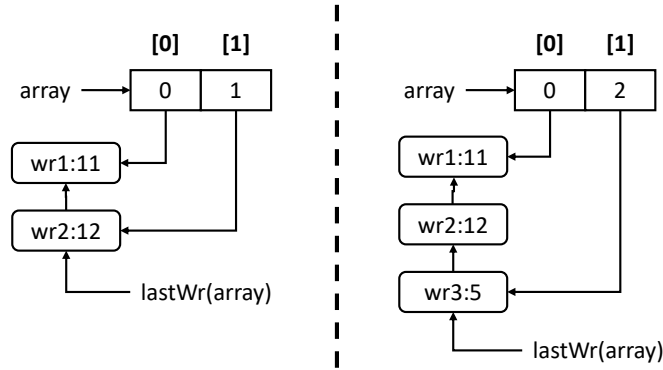 [0] [1]
array 0 1
wr1:11
wr2:12
lastWr(array)
[0] [1]
array 0 2
wr1:11
wr2:12
wr3:5
lastWr(array)